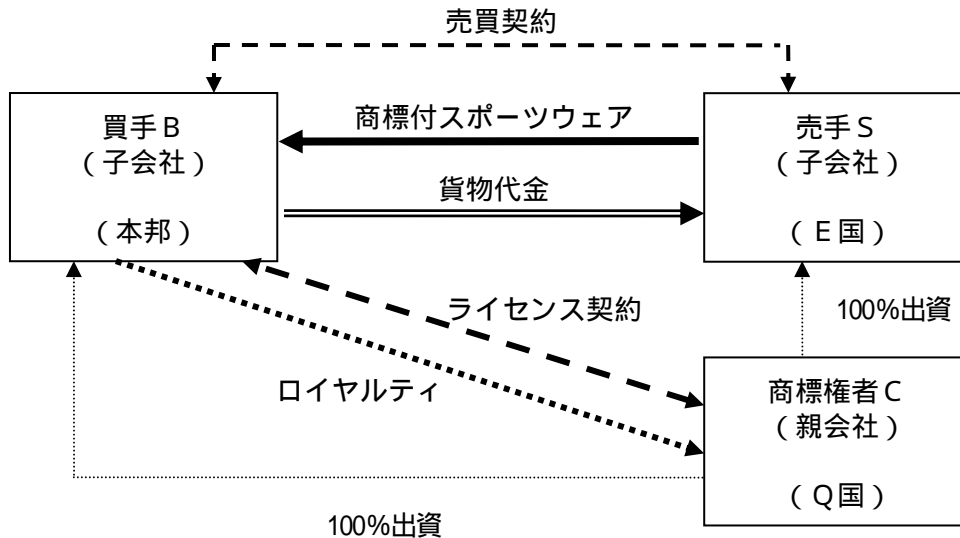 売買契約
買手Ｂ
（子会社）
（本邦）
商標付スポーツウェア
貨物代金
売手Ｓ
（子会社）
（Ｅ国）
ライセンス契約
100%出資
ロイヤルティ
商標権者Ｃ
（親会社）
（Ｑ国）
100%出資